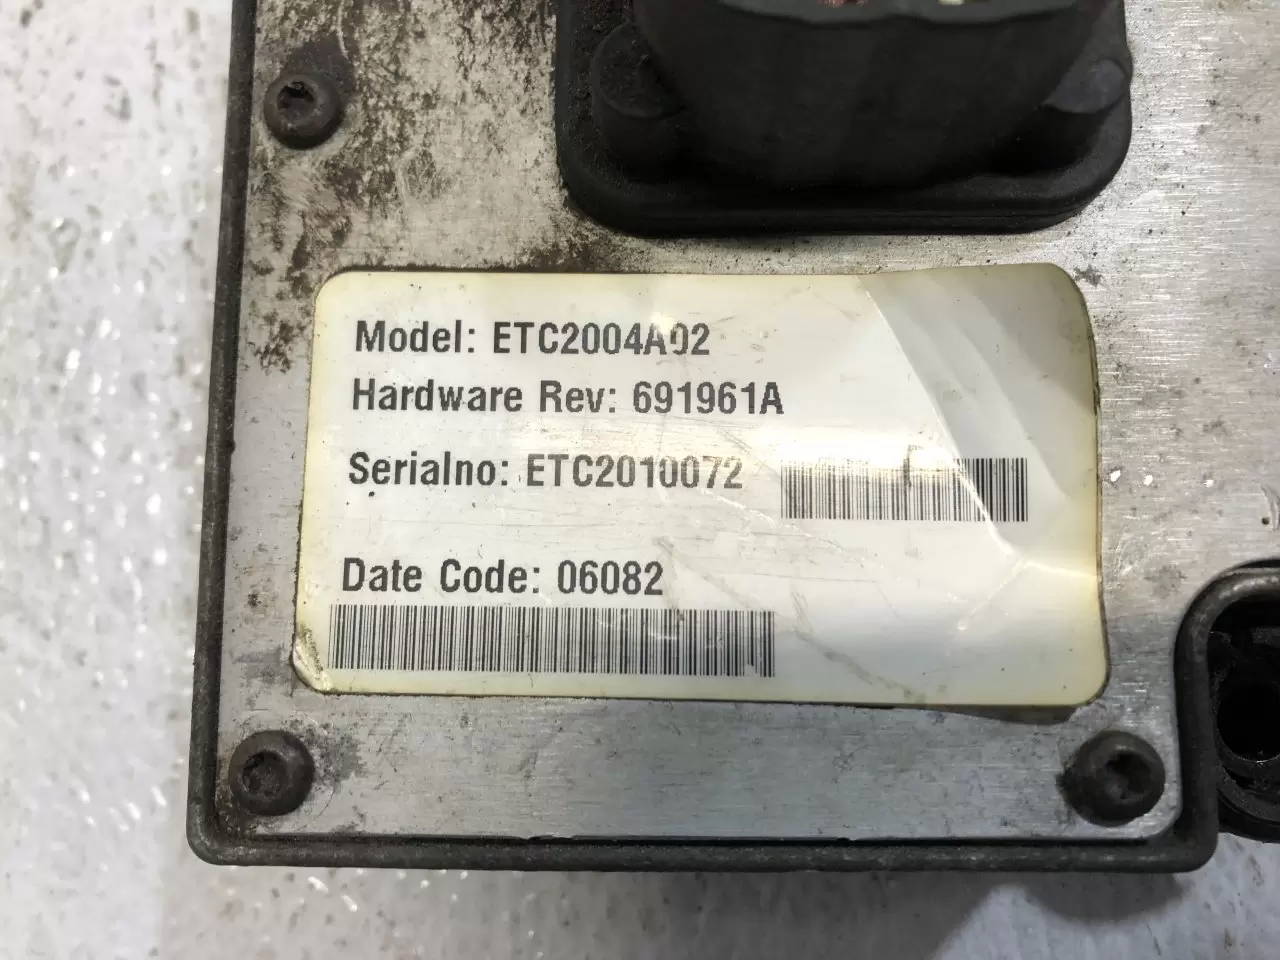 Model: ETC2004A02
Hardware Rev: 691961A
Serialno: ETC2010072
Date Code: 06082